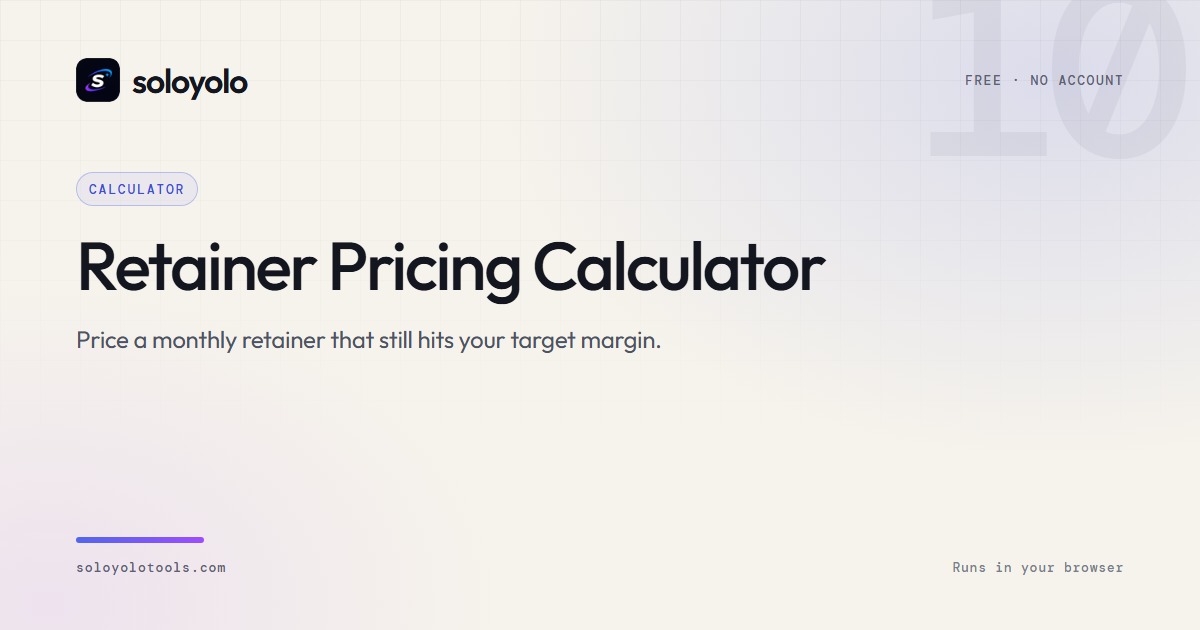 soloyolo
FREE · NO ACCOUNT
10
CALCULATOR
Retainer Pricing Calculator
Price a monthly retainer that still hits your target margin.
soloyolotools.com
Runs in your browser